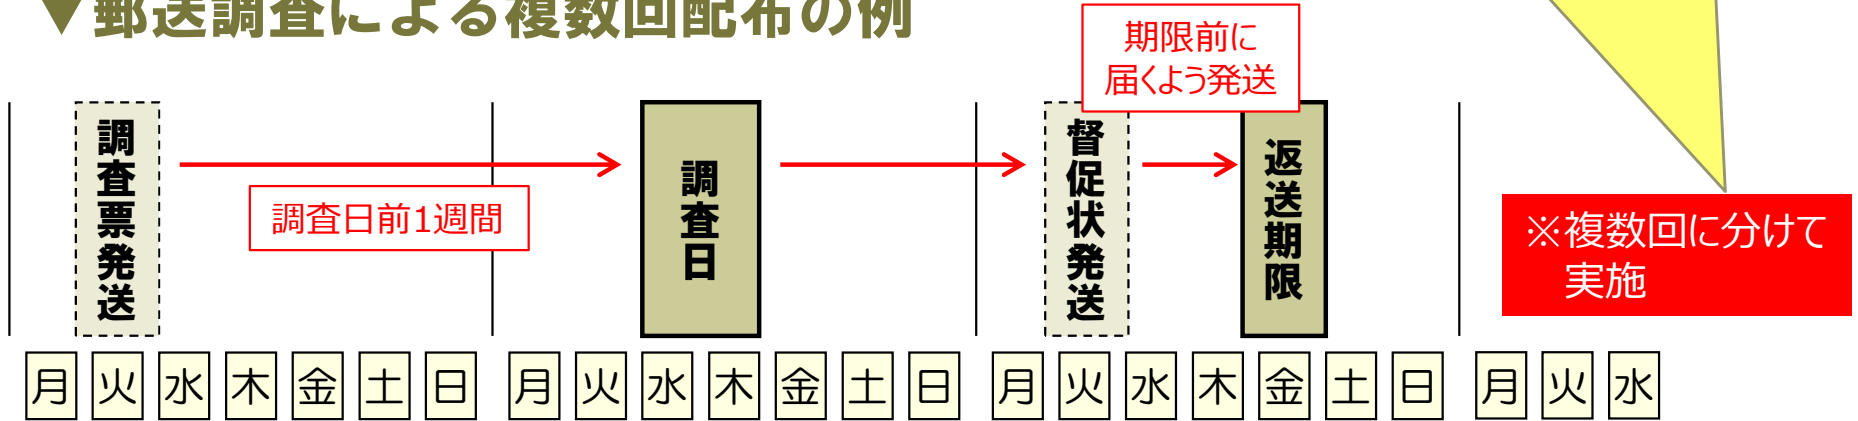 ▼郵送調査による複数回配布の例
期限前に
届くよう発送
調査票発送
調査日前1週間
調査日
督促状発送
返送期限
※複数回に分けて
実施
月 火 水 木 金 土 日 月 火 水 木 金 土 日 月 火 水 木 金 土 日 月 火 水